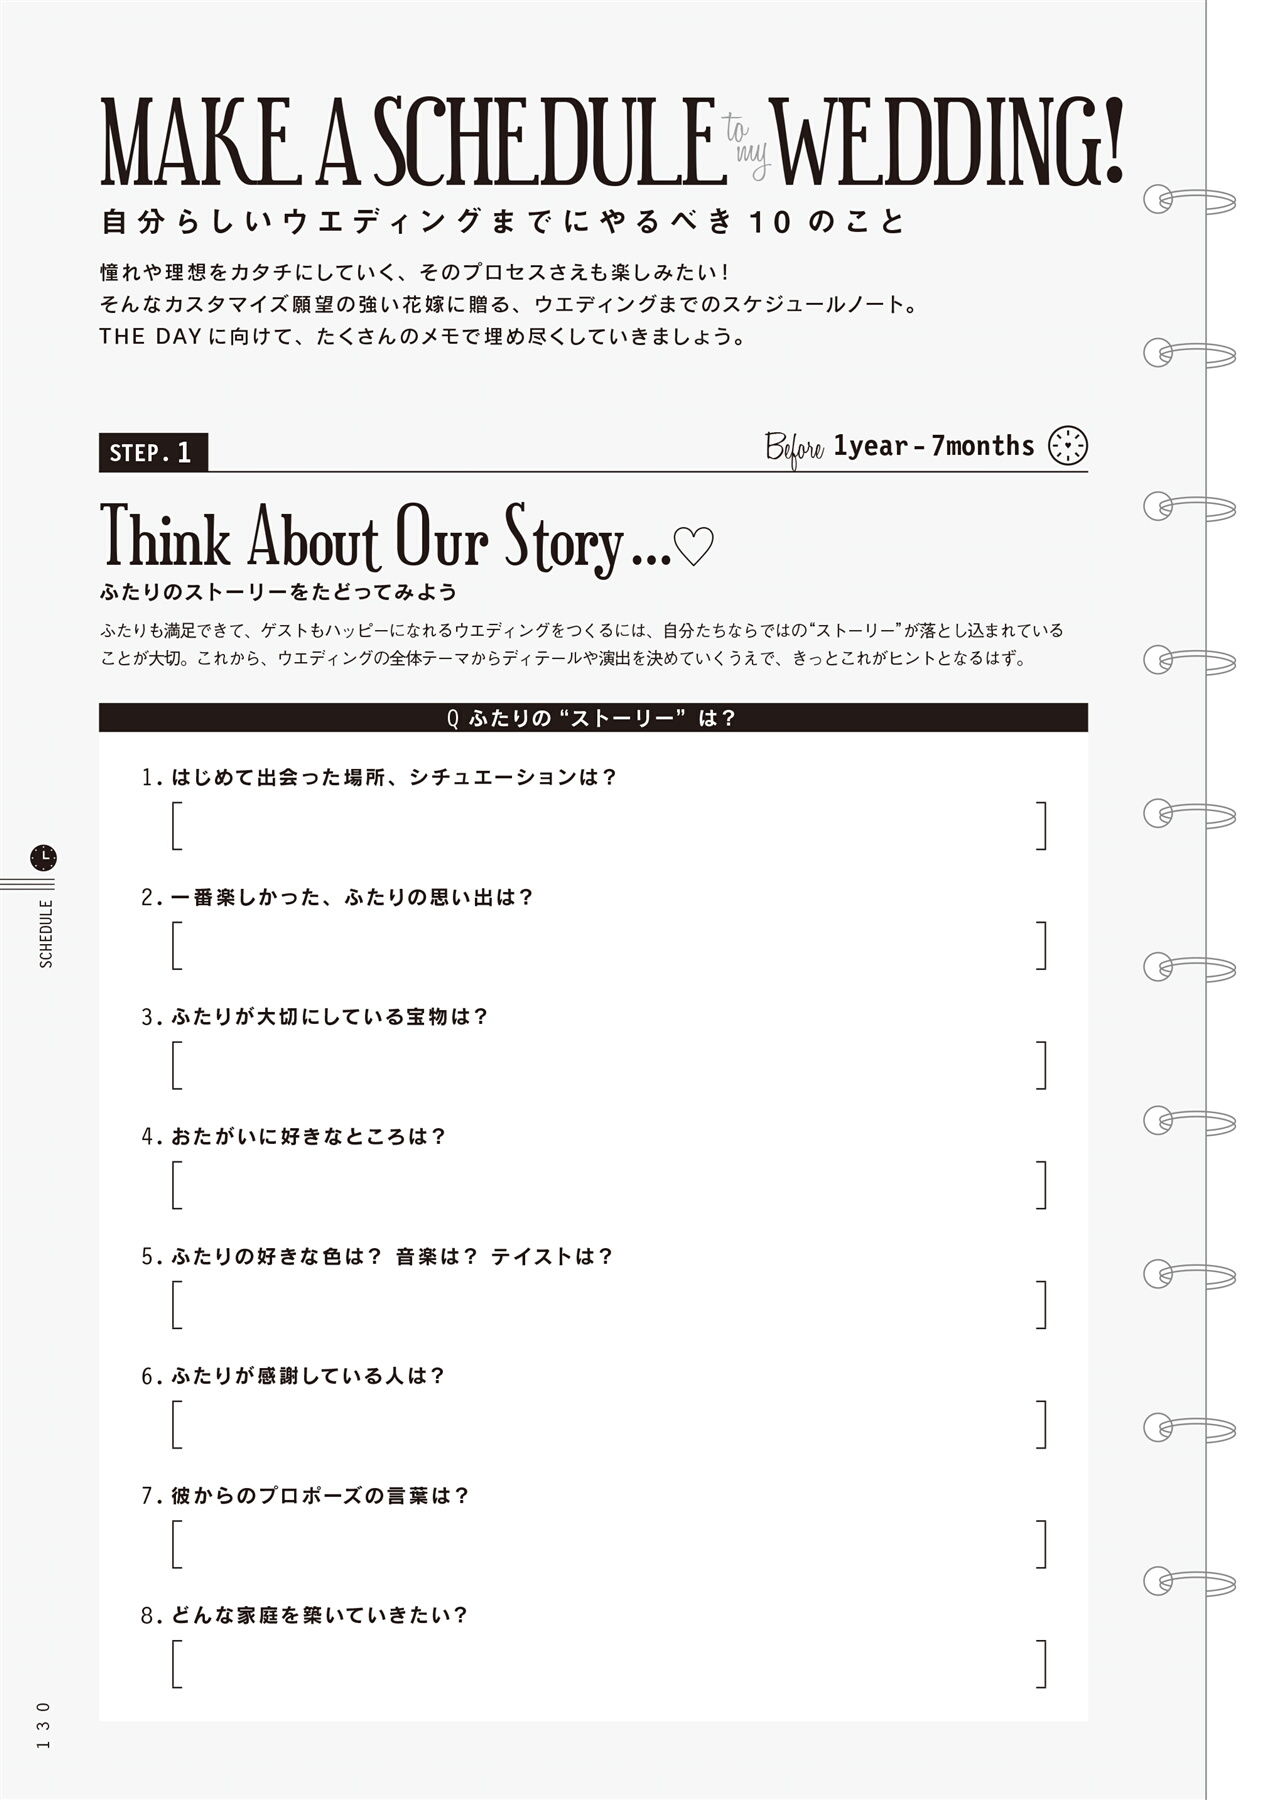 MAKE A SCHEDULE to my WEDDING!
自分らしいウエディングまでにやるべき10のこと
憧れや理想をカタチにしていく、そのプロセスさえも楽しみたい！
そんなカスタマイズ願望の強い花嫁に贈る、ウエディングまでのスケジュールノート。
THE DAYに向けて、たくさんのメモで埋め尽くしていきましょう。
STEP. 1
Before 1year - 7months
Think About Our Story...♡
ふたりのストーリーをたどってみよう
ふたりも満足できて、ゲストもハッピーになれるウエディングをつくるには、自分たちならではの“ストーリー”が落とし込まれている
ことが大切。これから、ウエディングの全体テーマからディテールや演出を決めていくうえで、きっとこれがヒントとなるはず。
Q ふたりの“ストーリー”は？
1. はじめて出会った場所、シチュエーションは？
[ ]
2. 一番楽しかった、ふたりの思い出は？
[ ]
3. ふたりが大切にしている宝物は？
[ ]
4. おたがいに好きなところは？
[ ]
5. ふたりの好きな色は？ 音楽は？ テイストは？
[ ]
6. ふたりが感謝している人は？
[ ]
7. 彼からのプロポーズの言葉は？
[ ]
8. どんな家庭を築いていきたい？
[ ]
SCHEDULE
130